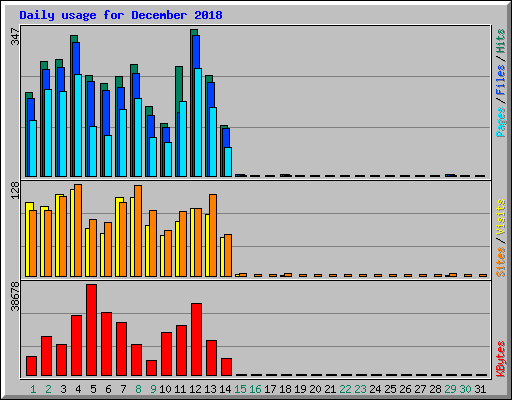 Daily usage for December 2018
347
Pages / Files / Hits
128
Sites / Visits
38678
KBytes
1 2 3 4 5 6 7 8 9 10 11 12 13 14 15 16 17 18 19 20 21 22 23 24 25 26 27 28 29 30 31